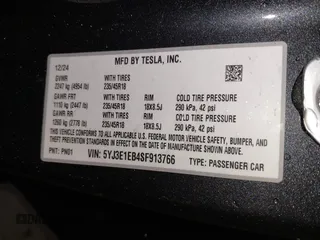 MFD BY TESLA, INC.
12/24
GVWR WITH TIRES
2247 kg (4954 lb) 235/45R18
GAWR FRT WITH TIRES RIM COLD TIRE PRESSURE
1110 kg (2447 lb) 235/45R18 18X8.5J 290 kPa, 42 psi
GAWR RR WITH TIRES RIM COLD TIRE PRESSURE
1260 kg (2778 lb) 235/45R18 18X8.5J 290 kPa, 42 psi
THIS VEHICLE CONFORMS TO ALL APPLICABLE
U.S. FEDERAL MOTOR VEHICLE SAFETY, BUMPER, AND
THEFT PREVENTION STANDARDS IN EFFECT ON THE
DATE OF MANUFACTURE SHOWN ABOVE.
PNT: PN01
VIN: 5YJ3E1EB4SF913766 TYPE: PASSENGER CAR